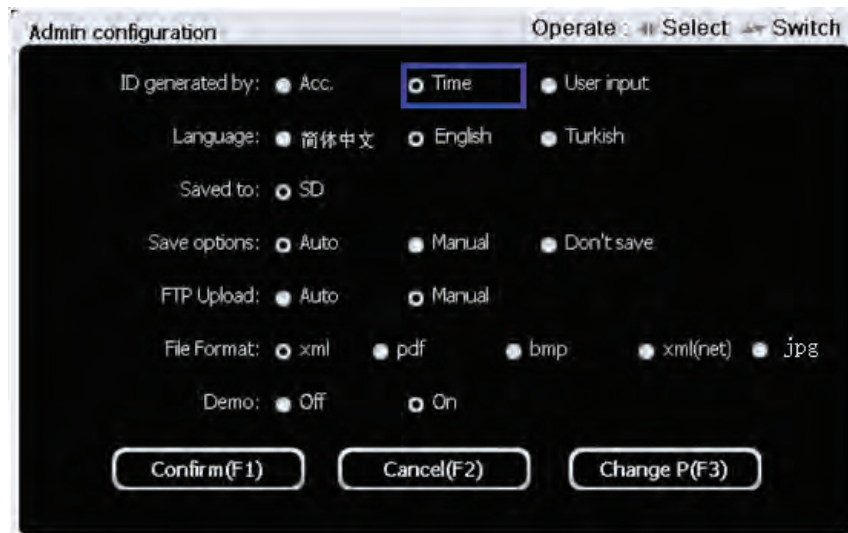 Admin configuration Operate : Select Switch
ID generated by: Acc. Time User input
Language: 简体中文 English Turkish
Saved to: SD
Save options: Auto Manual Don't save
FTP Upload: Auto Manual
File Format: xml pdf bmp xml(net) jpg
Demo: Off On
Confirm(F1) Cancel(F2) Change P(F3)